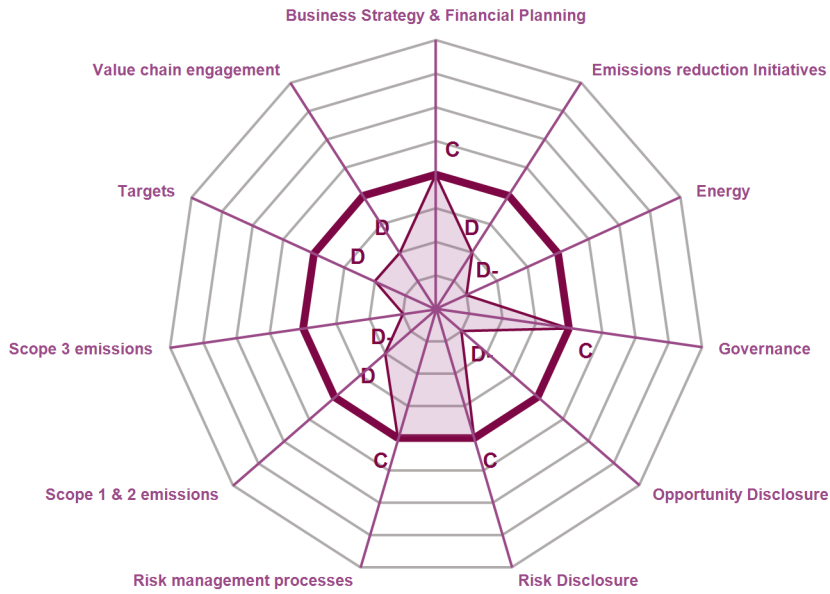 Business Strategy & Financial Planning
Value chain engagement
Emissions reduction Initiatives
C
Targets
Energy
D
D
D
D-
Scope 3 emissions
D-
D-
C
Governance
D
C
C
Scope 1 & 2 emissions
Opportunity Disclosure
Risk management processes
Risk Disclosure